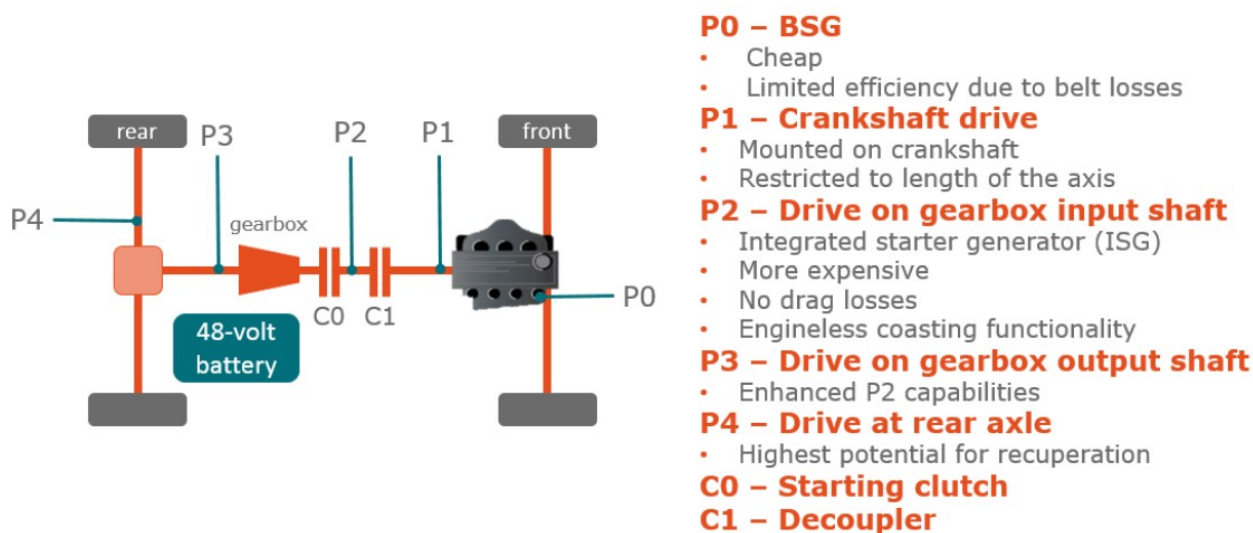 rear
P3
P2
P1
front
P4
gearbox
C0
C1
P0
48-volt
battery
P0 – BSG
• Cheap
• Limited efficiency due to belt losses
P1 – Crankshaft drive
• Mounted on crankshaft
• Restricted to length of the axis
P2 – Drive on gearbox input shaft
• Integrated starter generator (ISG)
• More expensive
• No drag losses
• Engineless coasting functionality
P3 – Drive on gearbox output shaft
• Enhanced P2 capabilities
P4 – Drive at rear axle
• Highest potential for recuperation
C0 – Starting clutch
C1 – Decoupler